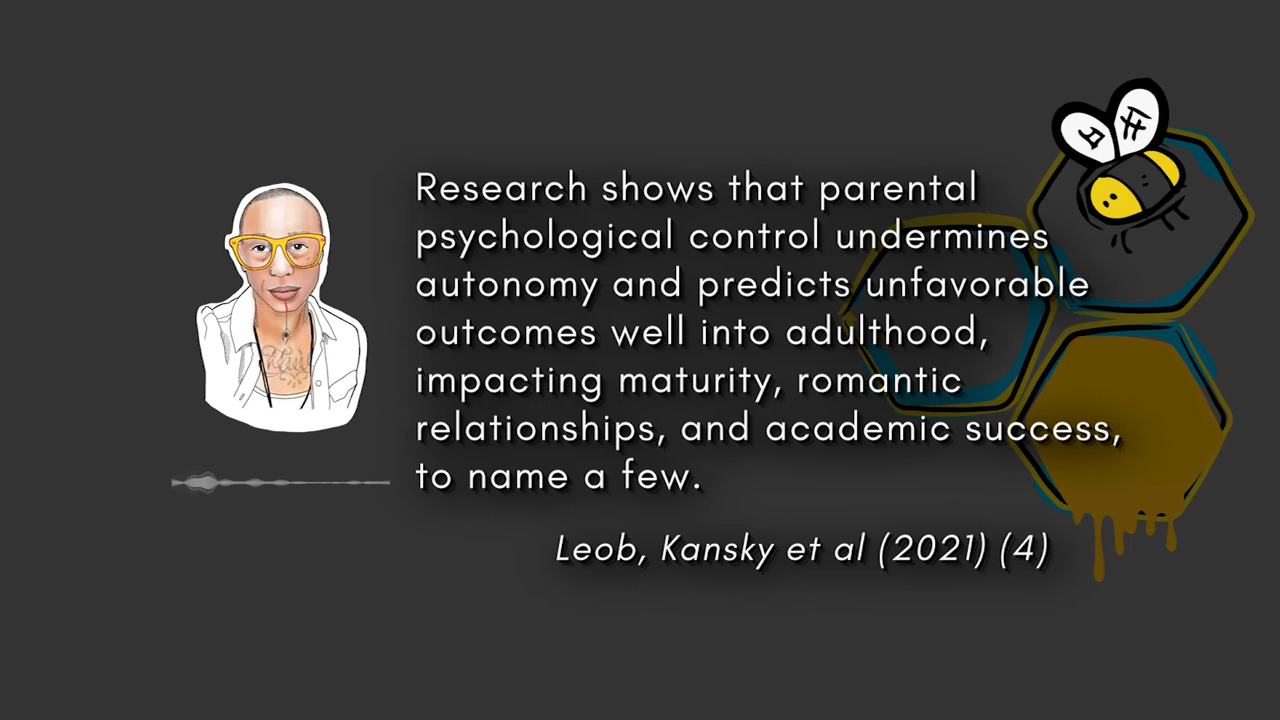 Research shows that parental
psychological control undermines
autonomy and predicts unfavorable
outcomes well into adulthood,
impacting maturity, romantic
relationships, and academic success,
to name a few.
Leob, Kansky et al (2021) (4)